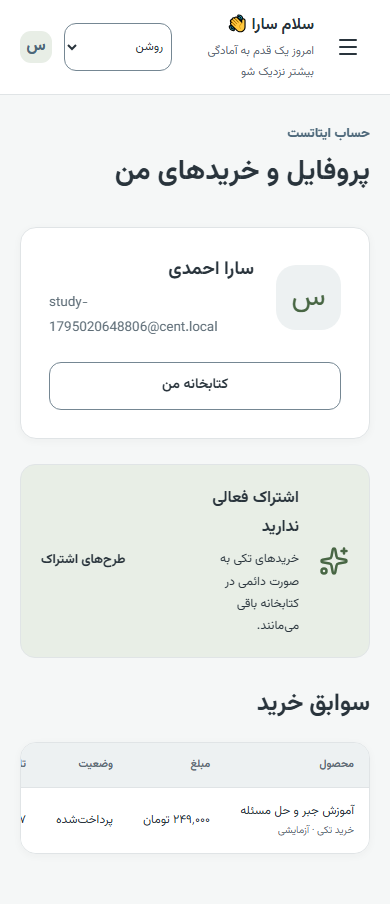 سلام سارا 👋
امروز یک قدم به آمادگی
بیشتر نزدیک شو
روشن
س
حساب ایتاتست
پروفایل و خریدهای من
س
سارا احمدی
study-
1795020648806@cent.local
کتابخانه من
اشتراک فعالی
ندارید
خریدهای تکی به
صورت دائمی در
کتابخانه باقی
می‌مانند.
طرح‌های اشتراک
سوابق خرید
محصول مبلغ وضعیت
آموزش جبر و حل مسئله
خرید تکی · آزمایشی
۲۴۹٬۰۰۰ تومان پرداخت‌شده